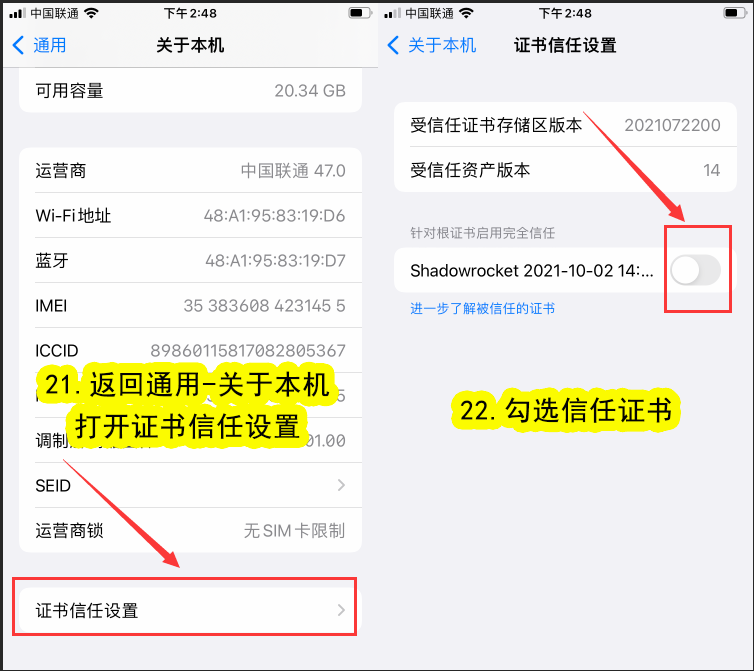 中国联通
下午2:48
通用
关于本机
可用容量
20.34 GB
运营商
中国联通 47.0
Wi-Fi地址
48:A1:95:83:19:D6
蓝牙
48:A1:95:83:19:D7
IMEI
35 383608 423145 5
ICCID
89860115817082805367
21. 返回通用-关于本机
打开证书信任设置
5
调制
01.00
SEID
运营商锁
无SIM卡限制
证书信任设置
中国联通
下午2:48
关于本机
证书信任设置
受信任证书存储区版本
2021072200
受信任资产版本
14
针对根证书启用完全信任
Shadowrocket 2021-10-02 14:...
进一步了解被信任的证书
22. 勾选信任证书